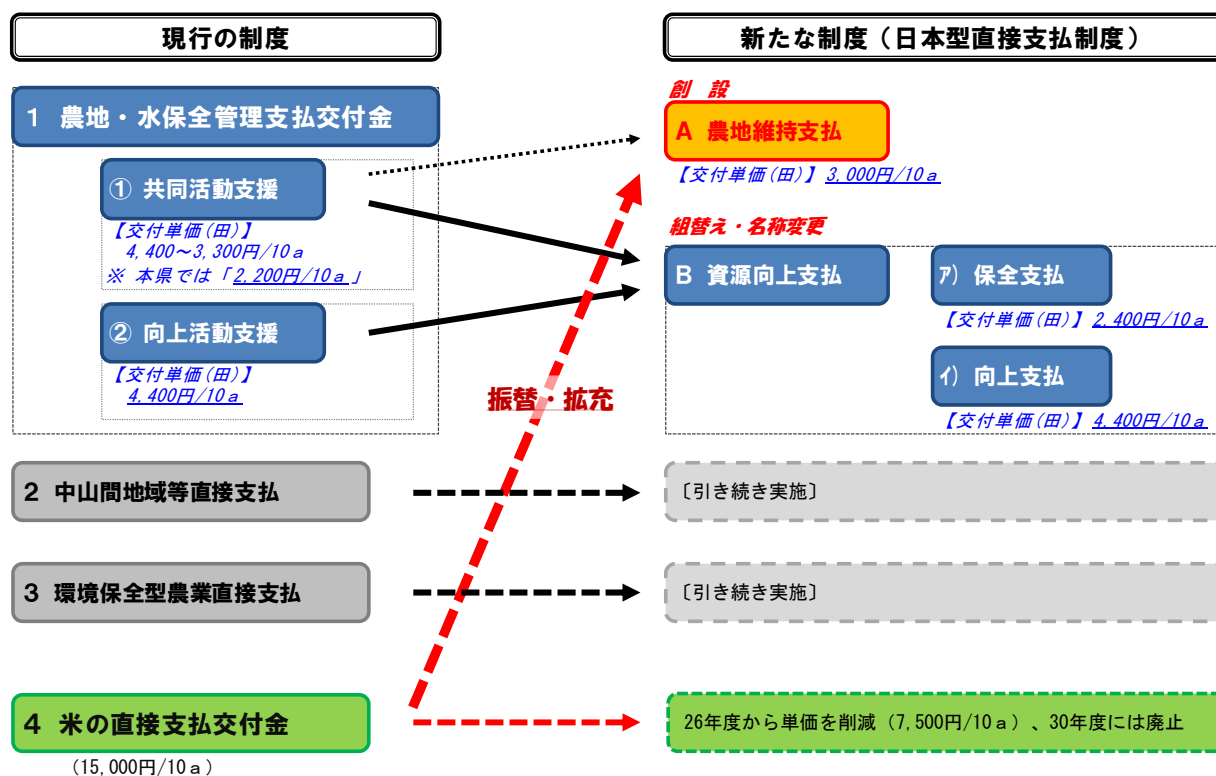 現行の制度
新たな制度（日本型直接支払制度）
1 農地・水保全管理支払交付金
① 共同活動支援
【交付単価(田)】
4,400～3,300円/10ａ
※ 本県では「2,200円/10ａ」
② 向上活動支援
【交付単価(田)】
4,400円/10ａ
創 設
A 農地維持支払
【交付単価(田)】 3,000円/10ａ
組替え・名称変更
B 資源向上支払
ｱ) 保全支払
【交付単価(田)】 2,400円/10ａ
ｲ) 向上支払
【交付単価(田)】 4,400円/10ａ
振替・拡充
2 中山間地域等直接支払
〔引き続き実施〕
3 環境保全型農業直接支払
〔引き続き実施〕
4 米の直接支払交付金
(15,000円/10ａ)
26年度から単価を削減（7,500円/10ａ）、30年度には廃止